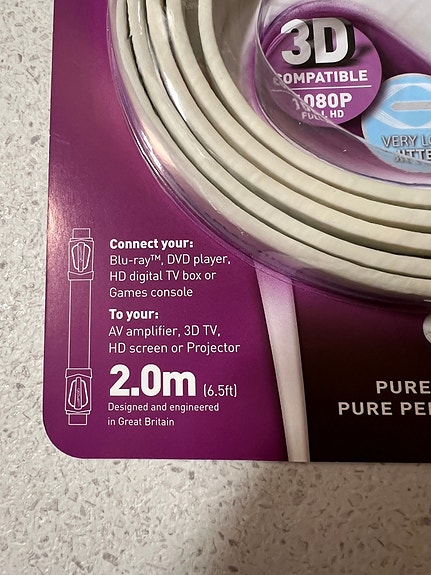 3D
COMPATIBLE
1080P
FULL HD
VERY
Connect your:
Blu-ray™, DVD player,
HD digital TV box or
Games console
To your:
AV amplifier, 3D TV,
HD screen or Projector
2.0m (6.5ft)
Designed and engineered
in Great Britain
PURE
PURE